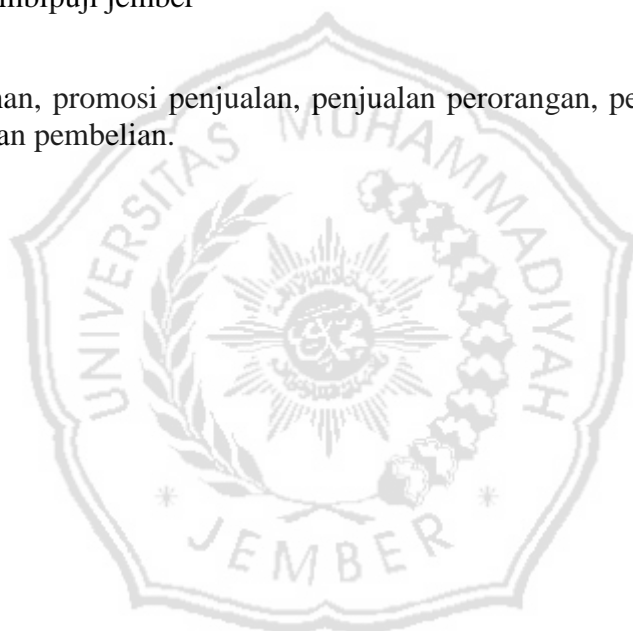 mbipuji jember
nan, promosi penjualan, penjualan perorangan, pe
an pembelian.
UNIVERSITAS MUHAMMADIYAH
JEMBER